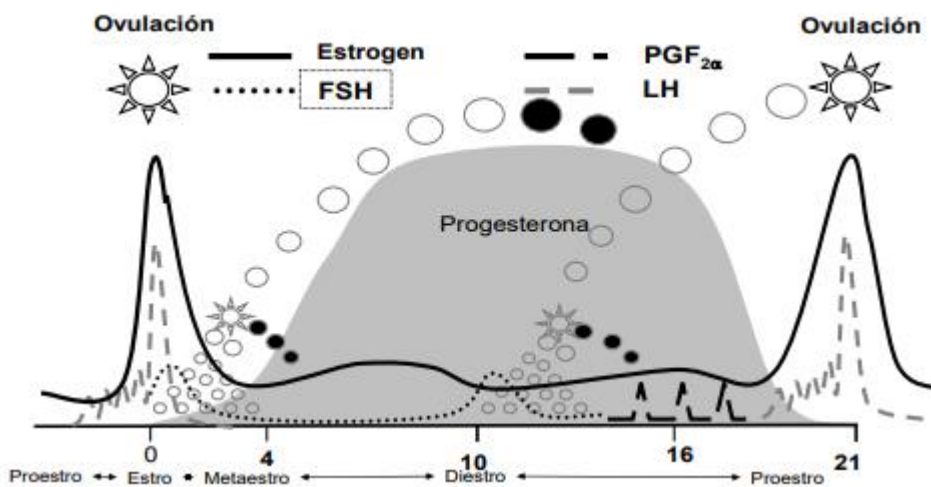 Ovulación
Ovulación
Estrogen
PGF2α
FSH
LH
Progesterona
0
4
10
16
21
Proestro
Estro
Metaestro
Diestro
Proestro